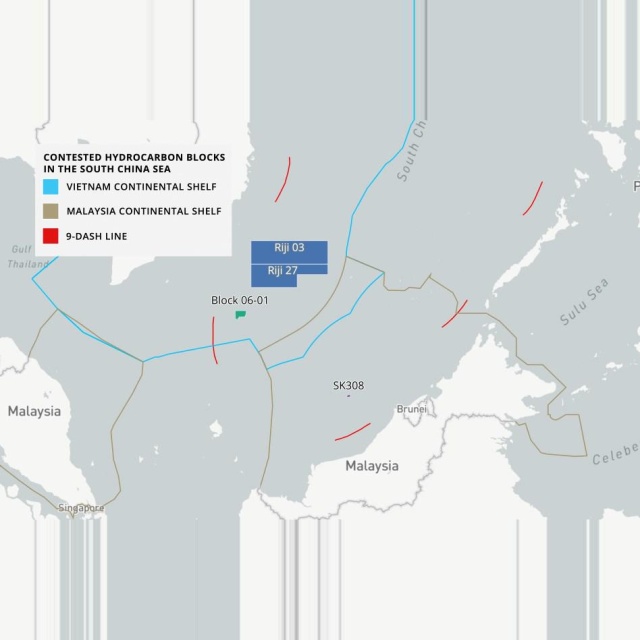 CONTESTED HYDROCARBON BLOCKS
IN THE SOUTH CHINA SEA
VIETNAM CONTINENTAL SHELF
MALAYSIA CONTINENTAL SHELF
9-DASH LINE
South Ch
Gulf
Thailand
Riji 03
Riji 27
Block 06-01
Sulu Sea
P
SK308
Brunei
Malaysia
Malaysia
Celebe
Singapore